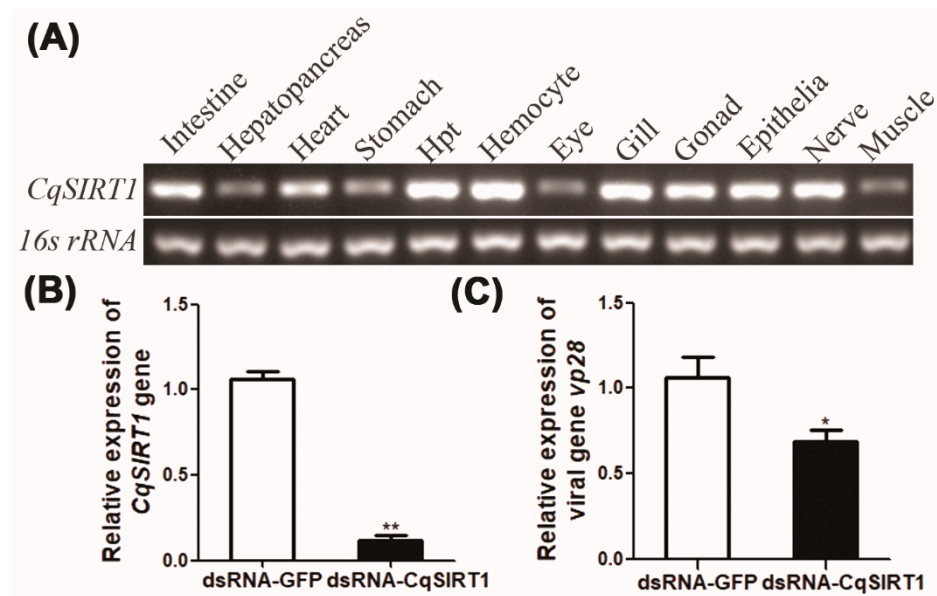 (A)
Intestine
Hepatopancreas
Heart
Stomach
Hpt
Hemocyte
Eye
Gill
Gonad
Epithelia
Nerve
Muscle
CqSIRT1
16s rRNA
(B)
Relative expression of
CqSIRT1 gene
1.5
1.0
0.5
0.0
**
dsRNA-GFP dsRNA-CqSIRT1
(C)
Relative expression of
viral gene vp28
1.5
1.0
0.5
0.0
*
dsRNA-GFP dsRNA-CqSIRT1